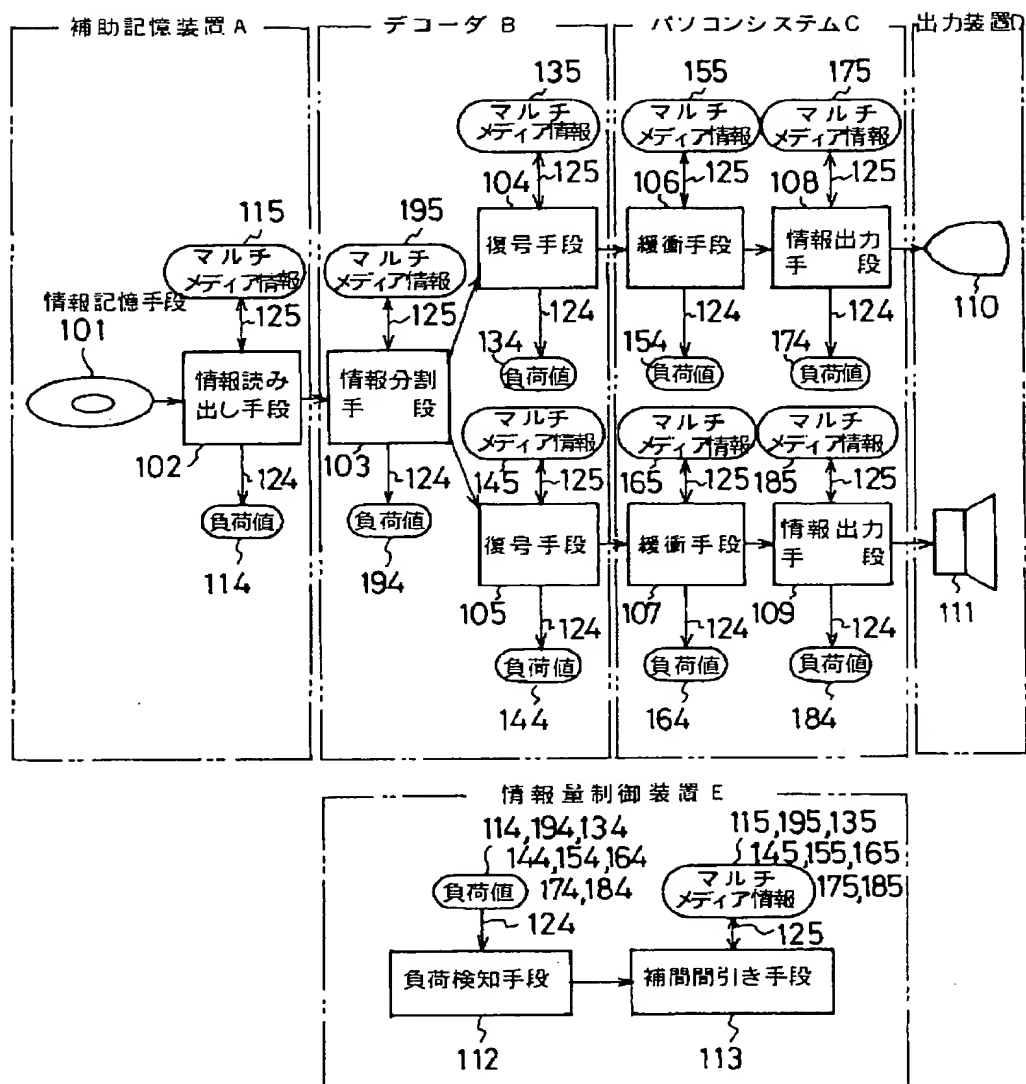 補助記憶装置A
デコーダB
パソコンシステムC
出力装置D
135
155
175
マルチ
メディア情報
マルチ
メディア情報
マルチ
メディア情報
104
125
106
125
108
125
115
195
マルチ
メディア情報
マルチ
メディア情報
復号手段
緩衝手段
情報出力
手段
110
情報記憶手段
101
125
125
124
124
124
134
負荷値
154
負荷値
174
負荷値
情報読み
出し手段
情報分割
手段
102
103
マルチ
メディア情報
マルチ
メディア情報
マルチ
メディア情報
124
124
145
125
165
125
185
125
負荷値
負荷値
114
194
復号手段
緩衝手段
情報出力
手段
105
107
109
111
124
124
124
負荷値
負荷値
負荷値
144
164
184
情報量制御装置E
114,194,134
144,154,164
174,184
負荷値
124
115,195,135
145,155,165
175,185
マルチ
メディア情報
125
負荷検知手段
補間間引き手段
112
113